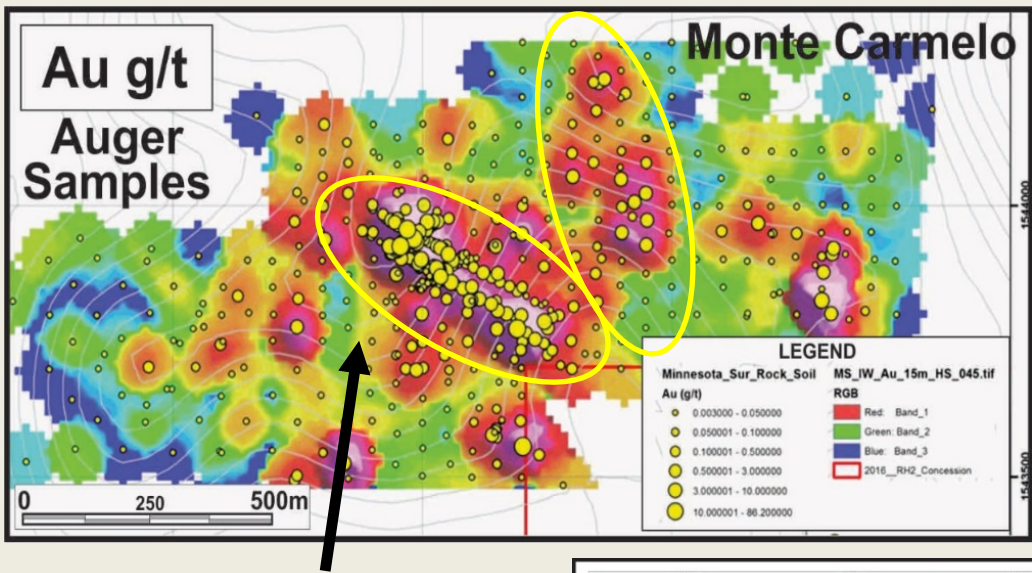 Au g/t
Auger
Samples
Monte Carmelo
1544000
1543500
0 250 500m
LEGEND
Minnesota_Sur_Rock_Soil
Au (g/t)
0.003000 - 0.050000
0.050001 - 0.100000
0.100001 - 0.500000
0.500001 - 3.000000
3.000001 - 10.000000
10.000001 - 86.200000
MS_IW_Au_15m_HS_045.tif
RGB
Red: Band_1
Green: Band_2
Blue: Band_3
2016__RH2_Concession